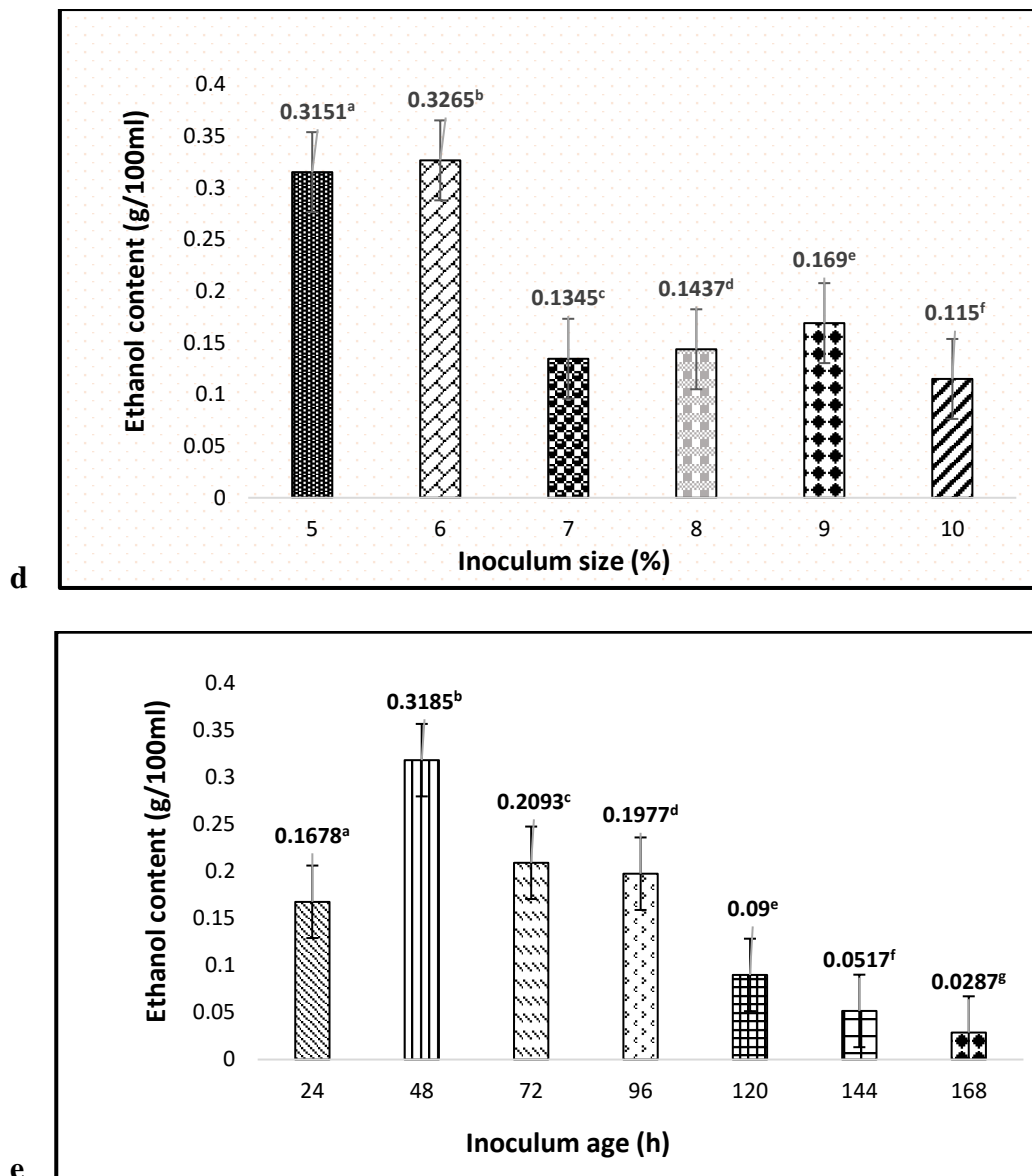 Ethanol content (g/100ml)
0.4
0.35
0.3
0.25
0.2
0.15
0.1
0.05
0
0.3151ᵃ
0.3265ᵇ
0.1345ᶜ
0.1437ᵈ
0.169ᵉ
0.115ᶠ
5 6 7 8 9 10
Inoculum size (%)
d
Ethanol content (g/100ml)
0.4
0.35
0.3
0.25
0.2
0.15
0.1
0.05
0
0.1678ᵃ
0.3185ᵇ
0.2093ᶜ
0.1977ᵈ
0.09ᵉ
0.0517ᶠ
0.0287ᵍ
24 48 72 96 120 144 168
Inoculum age (h)
e